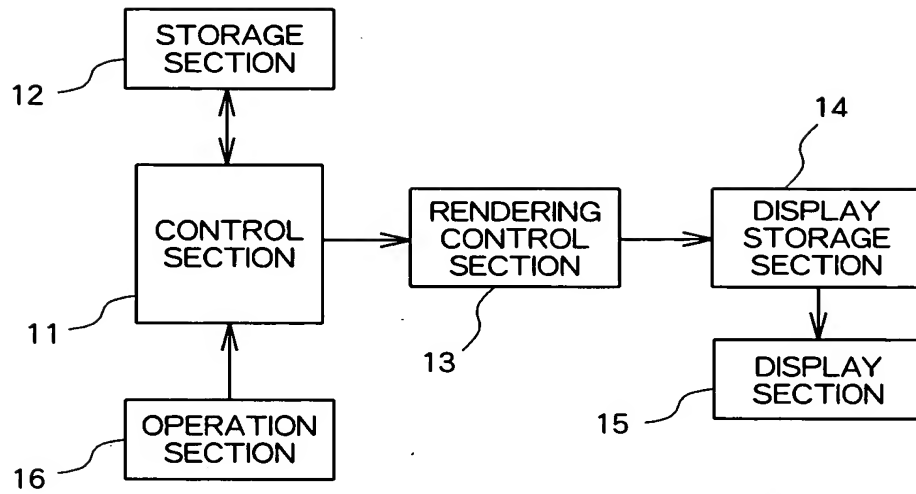 STORAGE
SECTION
12
14
CONTROL
SECTION
RENDERING
CONTROL
SECTION
DISPLAY
STORAGE
SECTION
11
13
DISPLAY
SECTION
15
OPERATION
SECTION
16